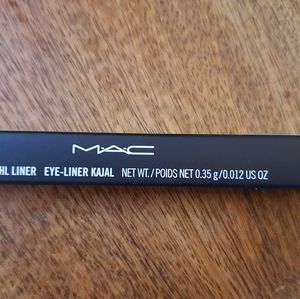 MAC
HL LINER EYE-LINER KAJAL NET WT./POIDS NET 0.35 g/0.012 US OZ